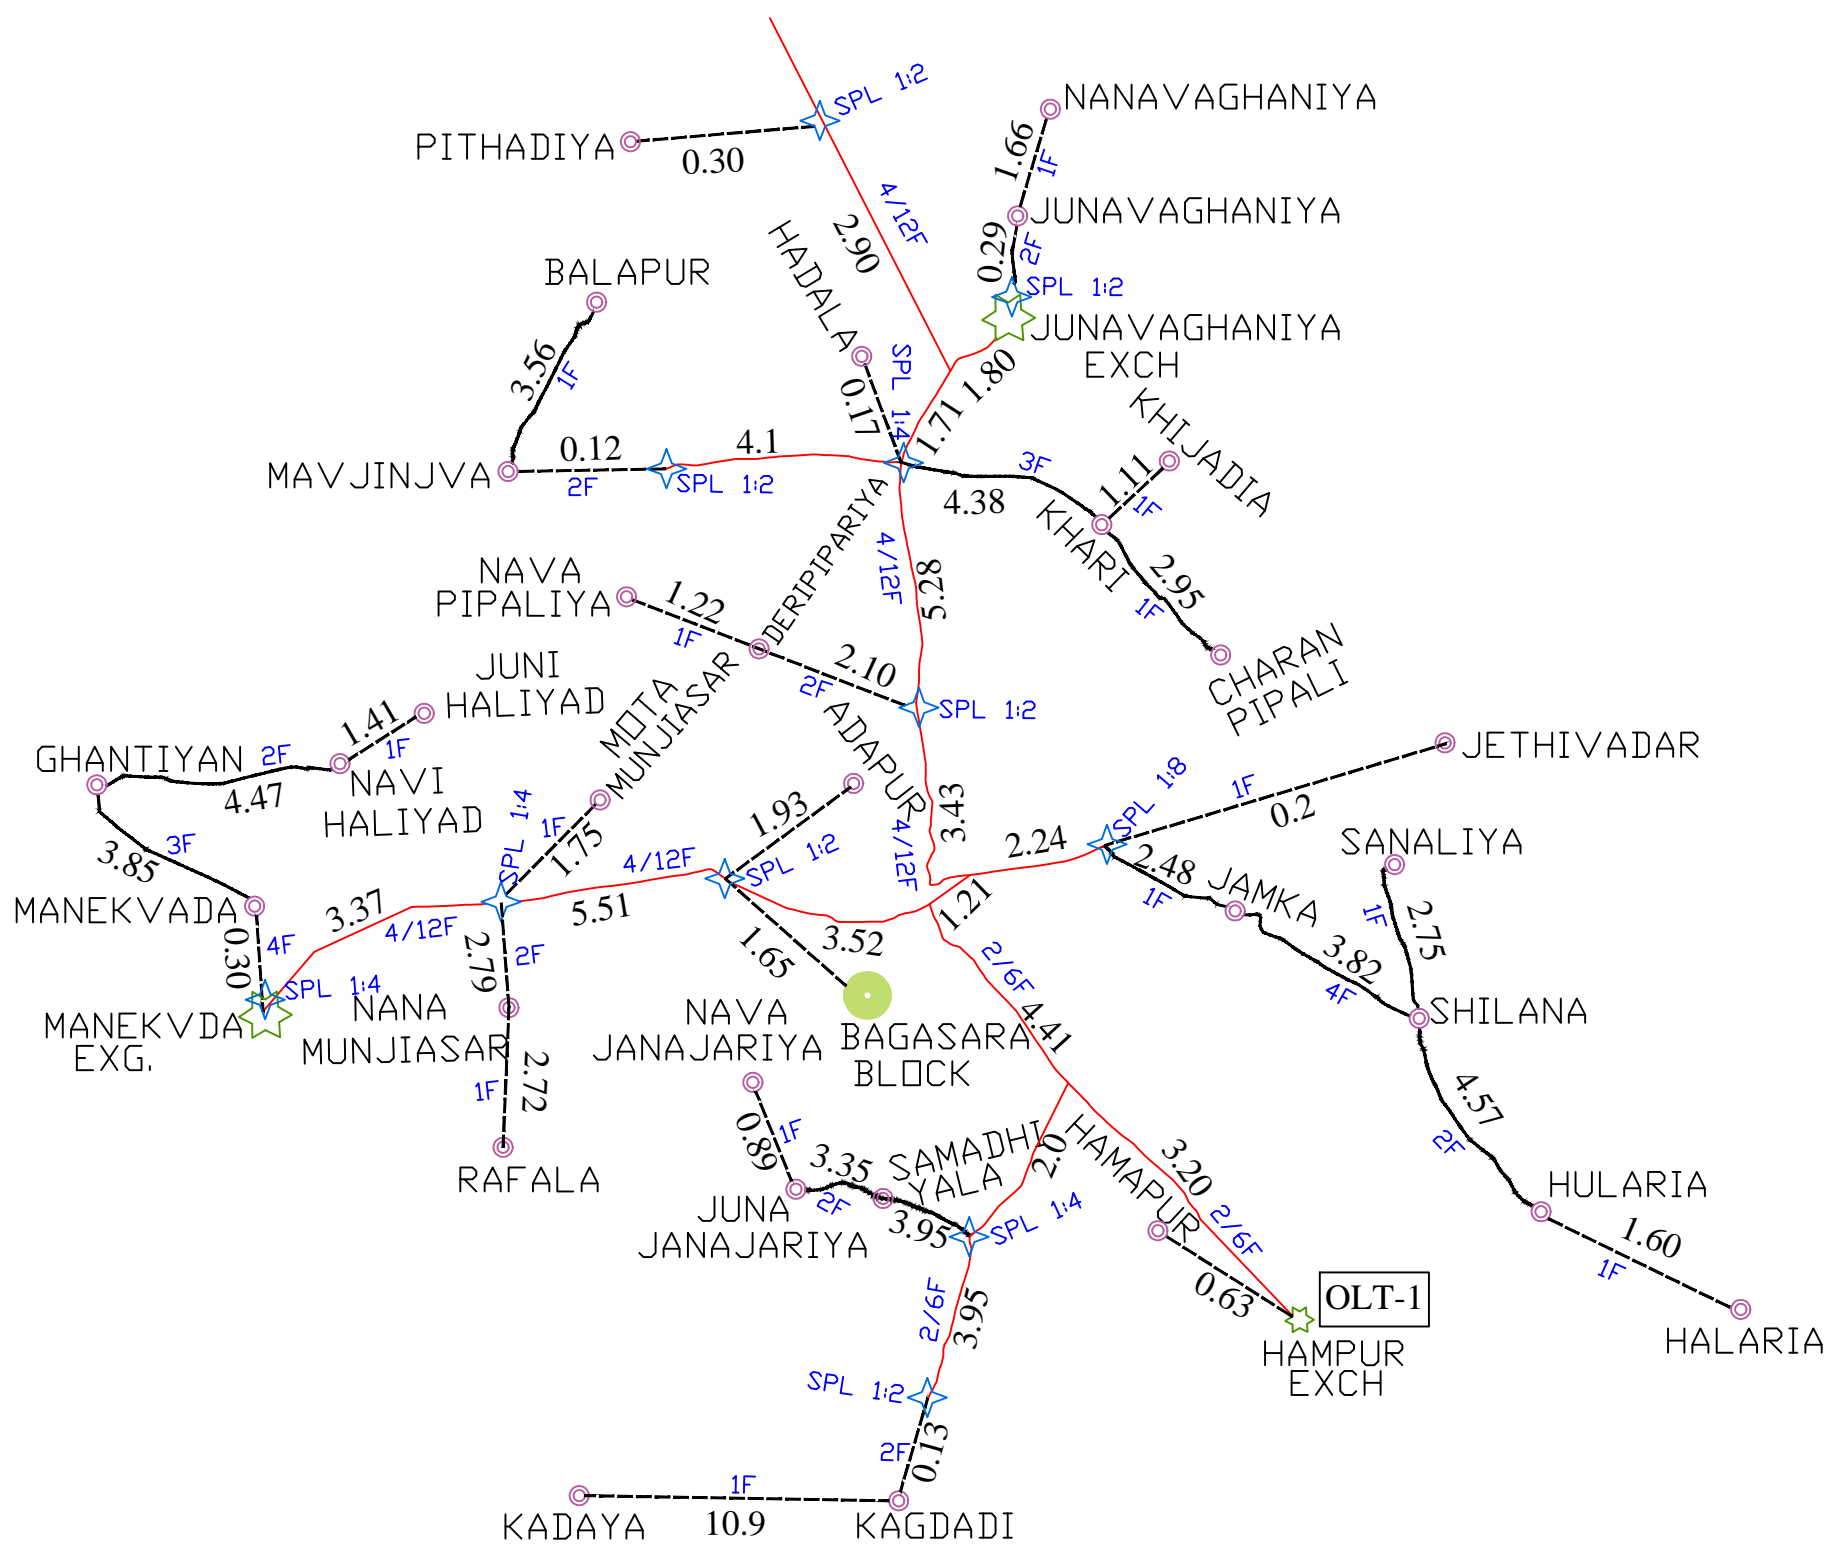 SPL 1:2
NANAVAGHANIYA
PITHADIYA
0.30
1.66
1F
4/12F
2.90
JUNAVAGHANIYA
0.29
2F
HADALA
BALAPUR
SPL 1:2
JUNAVAGHANIYA
EXCH
3.56
1F
0.17
SPL 1:4
1.71
1.80
KHIJADIA
MAVJINJVA
0.12
2F
4.1
SPL 1:2
3F
4.38
1.11
1F
KHARI
DERIPIPARIYA
4/12F
5.28
2.95
1F
NAVA
PIPALIYA
1.22
1F
2.10
2F
CHARAN
PIPALI
JUNI
HALIYAD
MOTA
MUNJIASAR
SPL 1:2
ADAPUR
1.41
1F
GHANTIYAN
2F
4.47
NAVI
HALIYAD
JETHIVADAR
1F
0.2
SPL 1:8
SPL 1:4
1F
1.75
1.93
SPL 1:2
3.43
4/12F
2.24
SANALIYA
3F
3.85
4/12F
5.51
2.48
1F
JAMKA
1F
2.75
MANEKVADA
3.37
4/12F
1.21
3.52
1.65
0.30
4F
2.79
2F
2/6F
3.82
4F
SPL 1:4
MANEKVDA
EXG.
NANA
MUNJIASAR
NAVA
JANAJARIYA
BAGASARA
BLOCK
4.41
SHILANA
2.72
1F
4.57
2F
0.89
1F
RAFALA
3.35
2F
SAMADHI
YALA
2.0
HAMAPUR
3.20
2/6F
HULARIA
JUNA
JANAJARIYA
3.95
SPL 1:4
1.60
1F
0.63
OLT-1
HAMPUR
EXCH
HALARIA
2/6F
3.95
SPL 1:2
2F
0.13
1F
10.9
KADAYA
KAGDADI